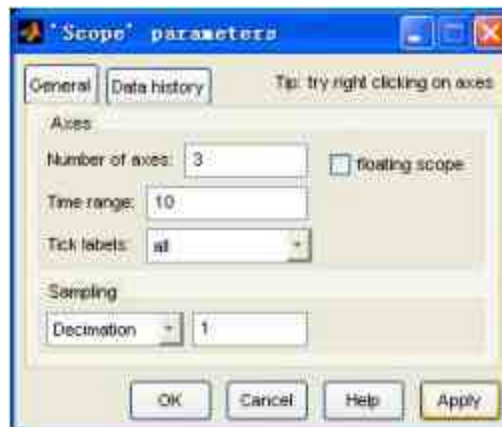 'Scope' parameters
General Data history Tip: try right clicking on axes
Axes
Number of axes: 3 floating scope
Time range: 10
Tick labels: all
Sampling
Decimation 1
OK Cancel Help Apply